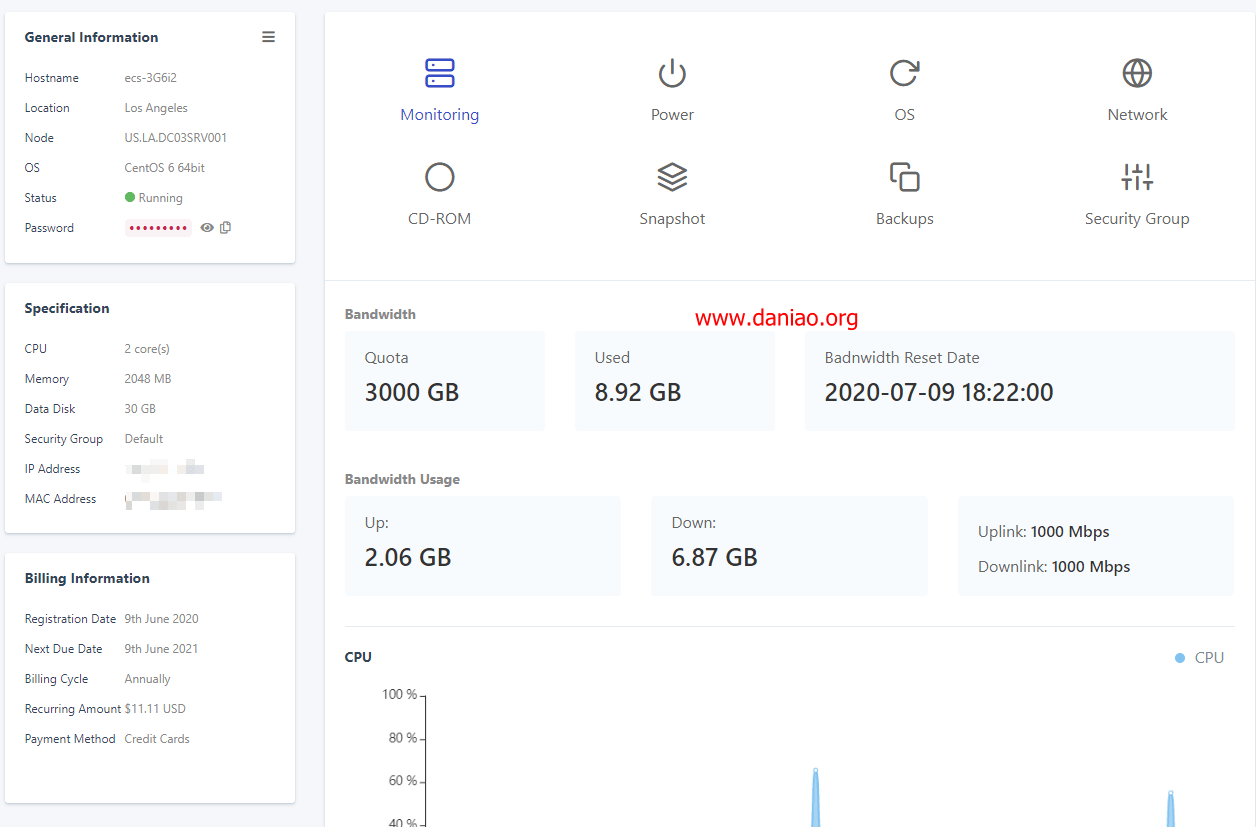 General Information
Hostname ecs-3G6i2
Location Los Angeles
Node US.LA.DC03SRV001
OS CentOS 6 64bit
Status Running
Password •••••••••
Specification
CPU 2 core(s)
Memory 2048 MB
Data Disk 30 GB
Security Group Default
IP Address
MAC Address
Billing Information
Registration Date 9th June 2020
Next Due Date 9th June 2021
Billing Cycle Annually
Recurring Amount $11.11 USD
Payment Method Credit Cards
Monitoring Power OS Network
CD-ROM Snapshot Backups Security Group
Bandwidth
www.daniao.org
Quota Used Badnwidth Reset Date
3000 GB 8.92 GB 2020-07-09 18:22:00
Bandwidth Usage
Up: Down:
2.06 GB 6.87 GB
Uplink: 1000 Mbps
Downlink: 1000 Mbps
CPU CPU
100 %
80 %
60 %
40 %